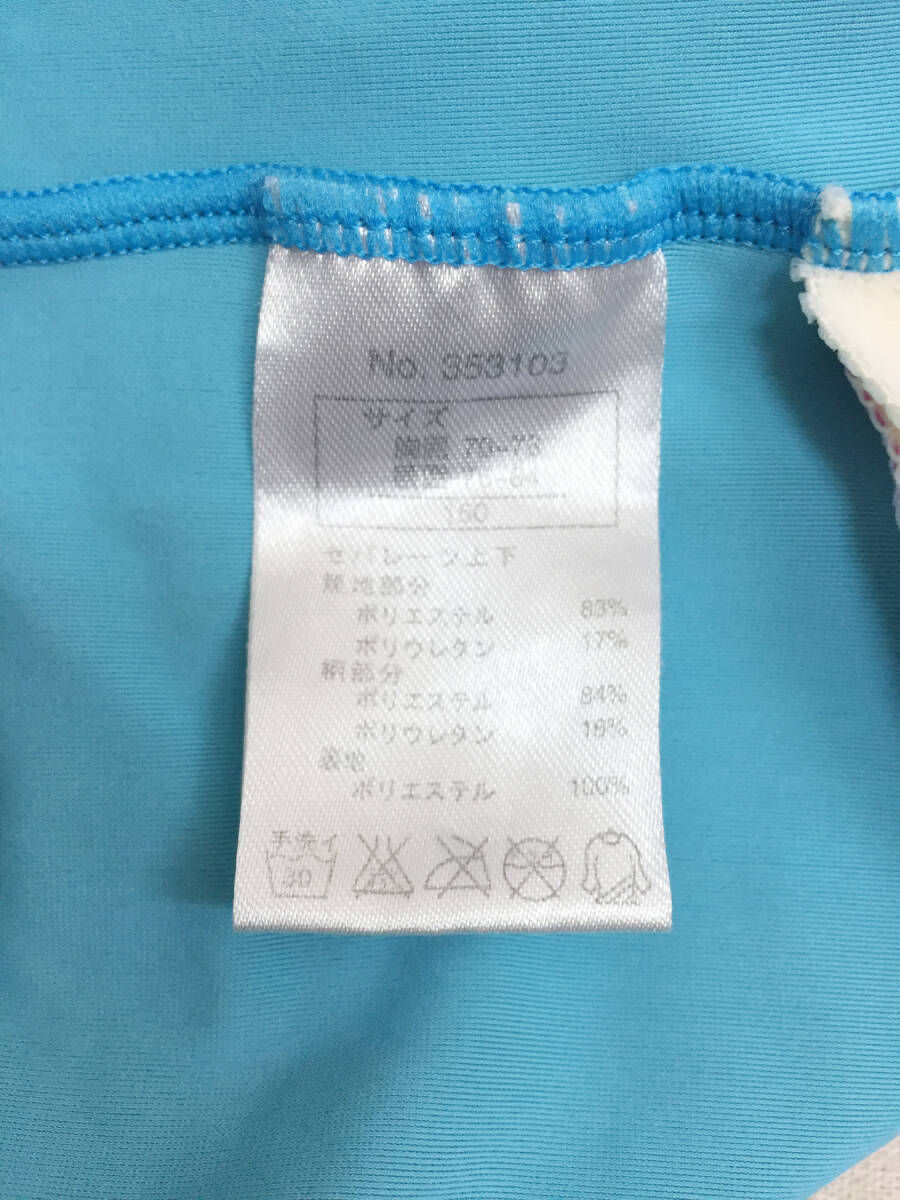 No. 353103
サイズ
胸囲
150
セパレーツ上下
無地部分
ポリエステル 83%
ポリウレタン 17%
柄部分
ポリエステル 84%
ポリウレタン 16%
表地
ポリエステル 100%
手洗イ
30